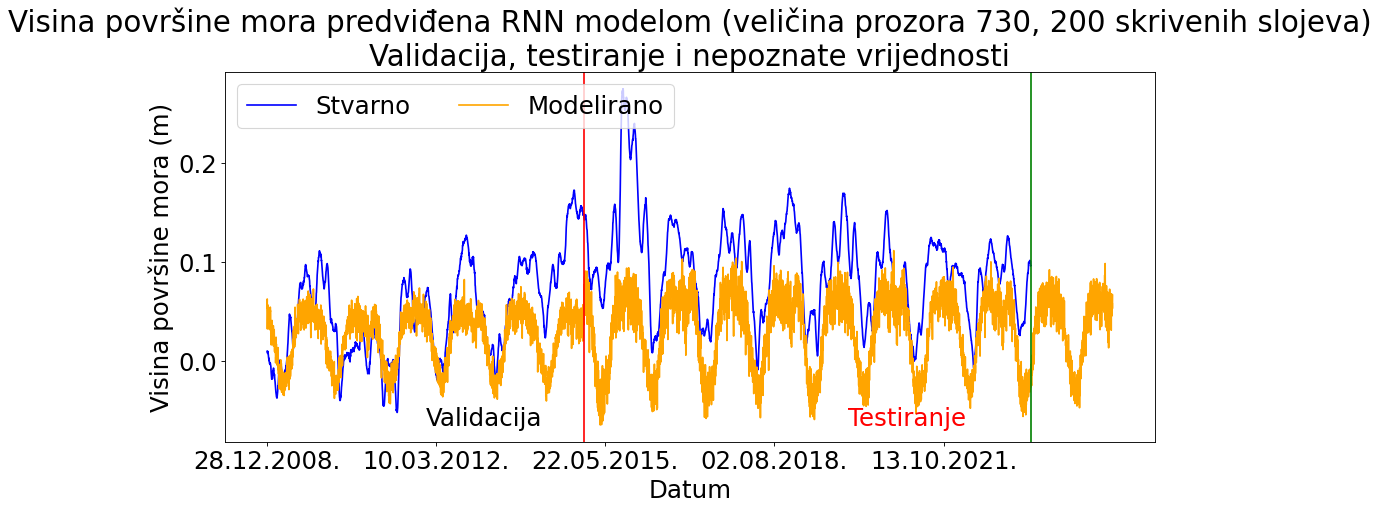 Visina površine mora predviđena RNN modelom (veličina prozora 730, 200 skrivenih slojeva)
Validacija, testiranje i nepoznate vrijednosti
Stvarno
Modelirano
Visina površine mora (m)
0.2
0.1
0.0
Validacija
Testiranje
28.12.2008.
10.03.2012.
22.05.2015.
02.08.2018.
13.10.2021.
Datum